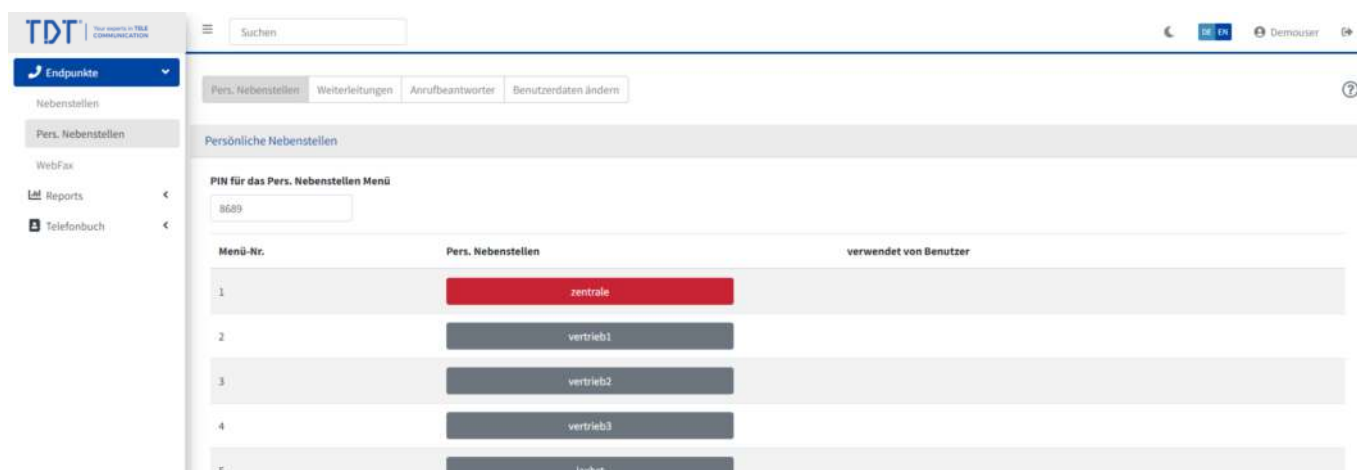 TDT Your experts in TELE
COMMUNICATION
Suchen
DE EN Demouser
Endpunkte
Nebenstellen
Pers. Nebenstellen
WebFax
Reports
Telefonbuch
Pers. Nebenstellen Weiterleitungen Anrufbeantworter Benutzerdaten ändern
Persönliche Nebenstellen
PIN für das Pers. Nebenstellen Menü
8689
Menü-Nr. Pers. Nebenstellen verwendet von Benutzer
1 zentrale
2 vertrieb1
3 vertrieb2
4 vertrieb3